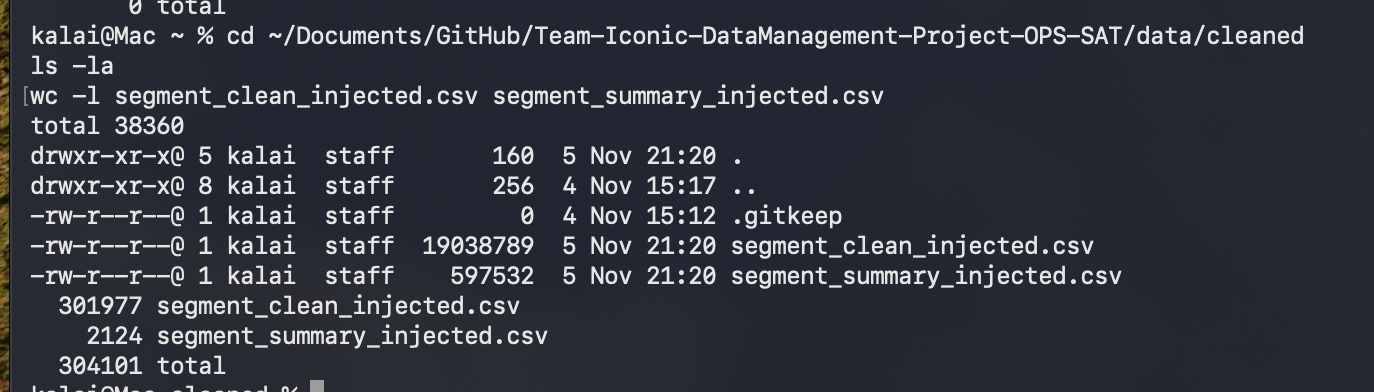 0 total
kalai@Mac ~ % cd ~/Documents/GitHub/Team-Iconic-DataManagement-Project-OPS-SAT/data/cleaned
ls -la
[wc -l segment_clean_injected.csv segment_summary_injected.csv
total 38360
drwxr-xr-x@ 5 kalai  staff       160  5 Nov 21:20 .
drwxr-xr-x@ 8 kalai  staff       256  4 Nov 15:17 ..
-rw-r--r--@ 1 kalai  staff         0  4 Nov 15:12 .gitkeep
-rw-r--r--@ 1 kalai  staff  19038789  5 Nov 21:20 segment_clean_injected.csv
-rw-r--r--@ 1 kalai  staff    597532  5 Nov 21:20 segment_summary_injected.csv
  301977 segment_clean_injected.csv
    2124 segment_summary_injected.csv
  304101 total
kalai@Mac cleaned %